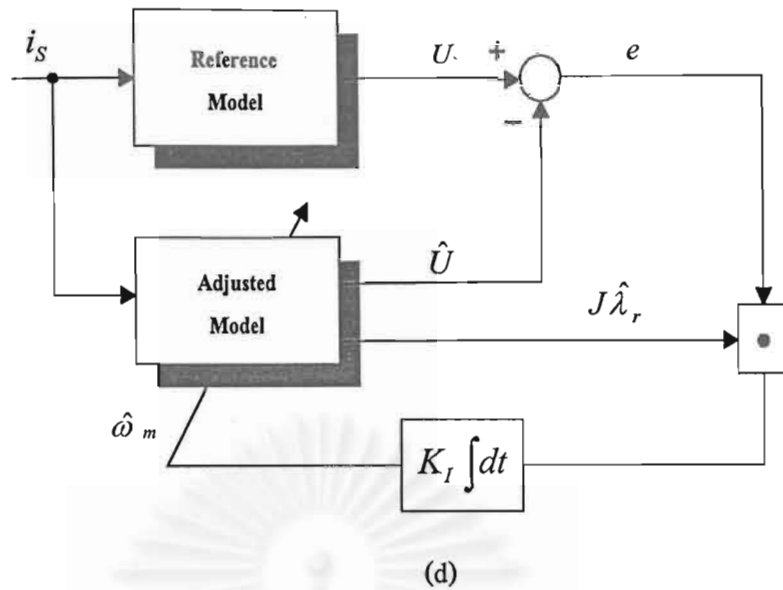 i_S
Reference
Model
U
+
−
e
Adjusted
Model
Û
Jλ̂_r
•
ω̂_m
K_I ∫dt
(d)